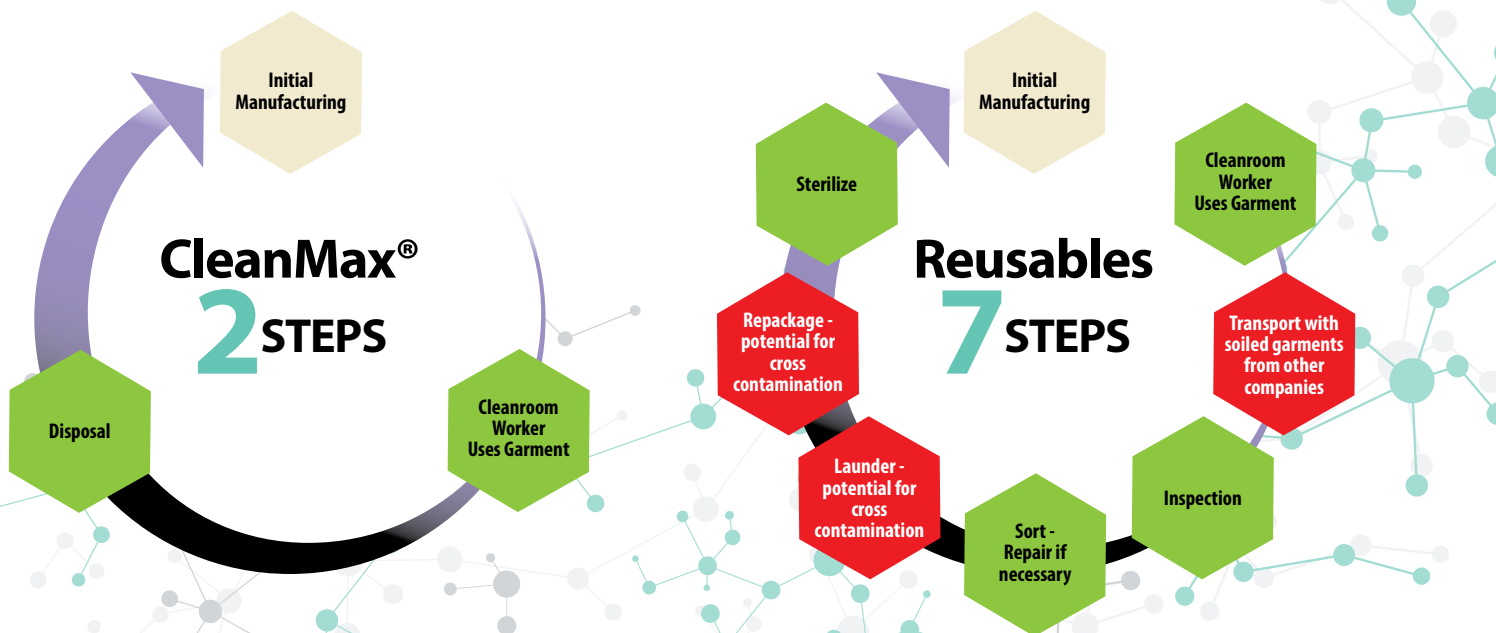 Initial
Manufacturing
CleanMax®
2 STEPS
Cleanroom
Worker
Uses Garment
Disposal
Initial
Manufacturing
Reusables
7 STEPS
Cleanroom
Worker
Uses Garment
Transport with
soiled garments
from other
companies
Inspection
Sort -
Repair if
necessary
Launder -
potential for
cross
contamination
Repackage -
potential for
cross
contamination
Sterilize